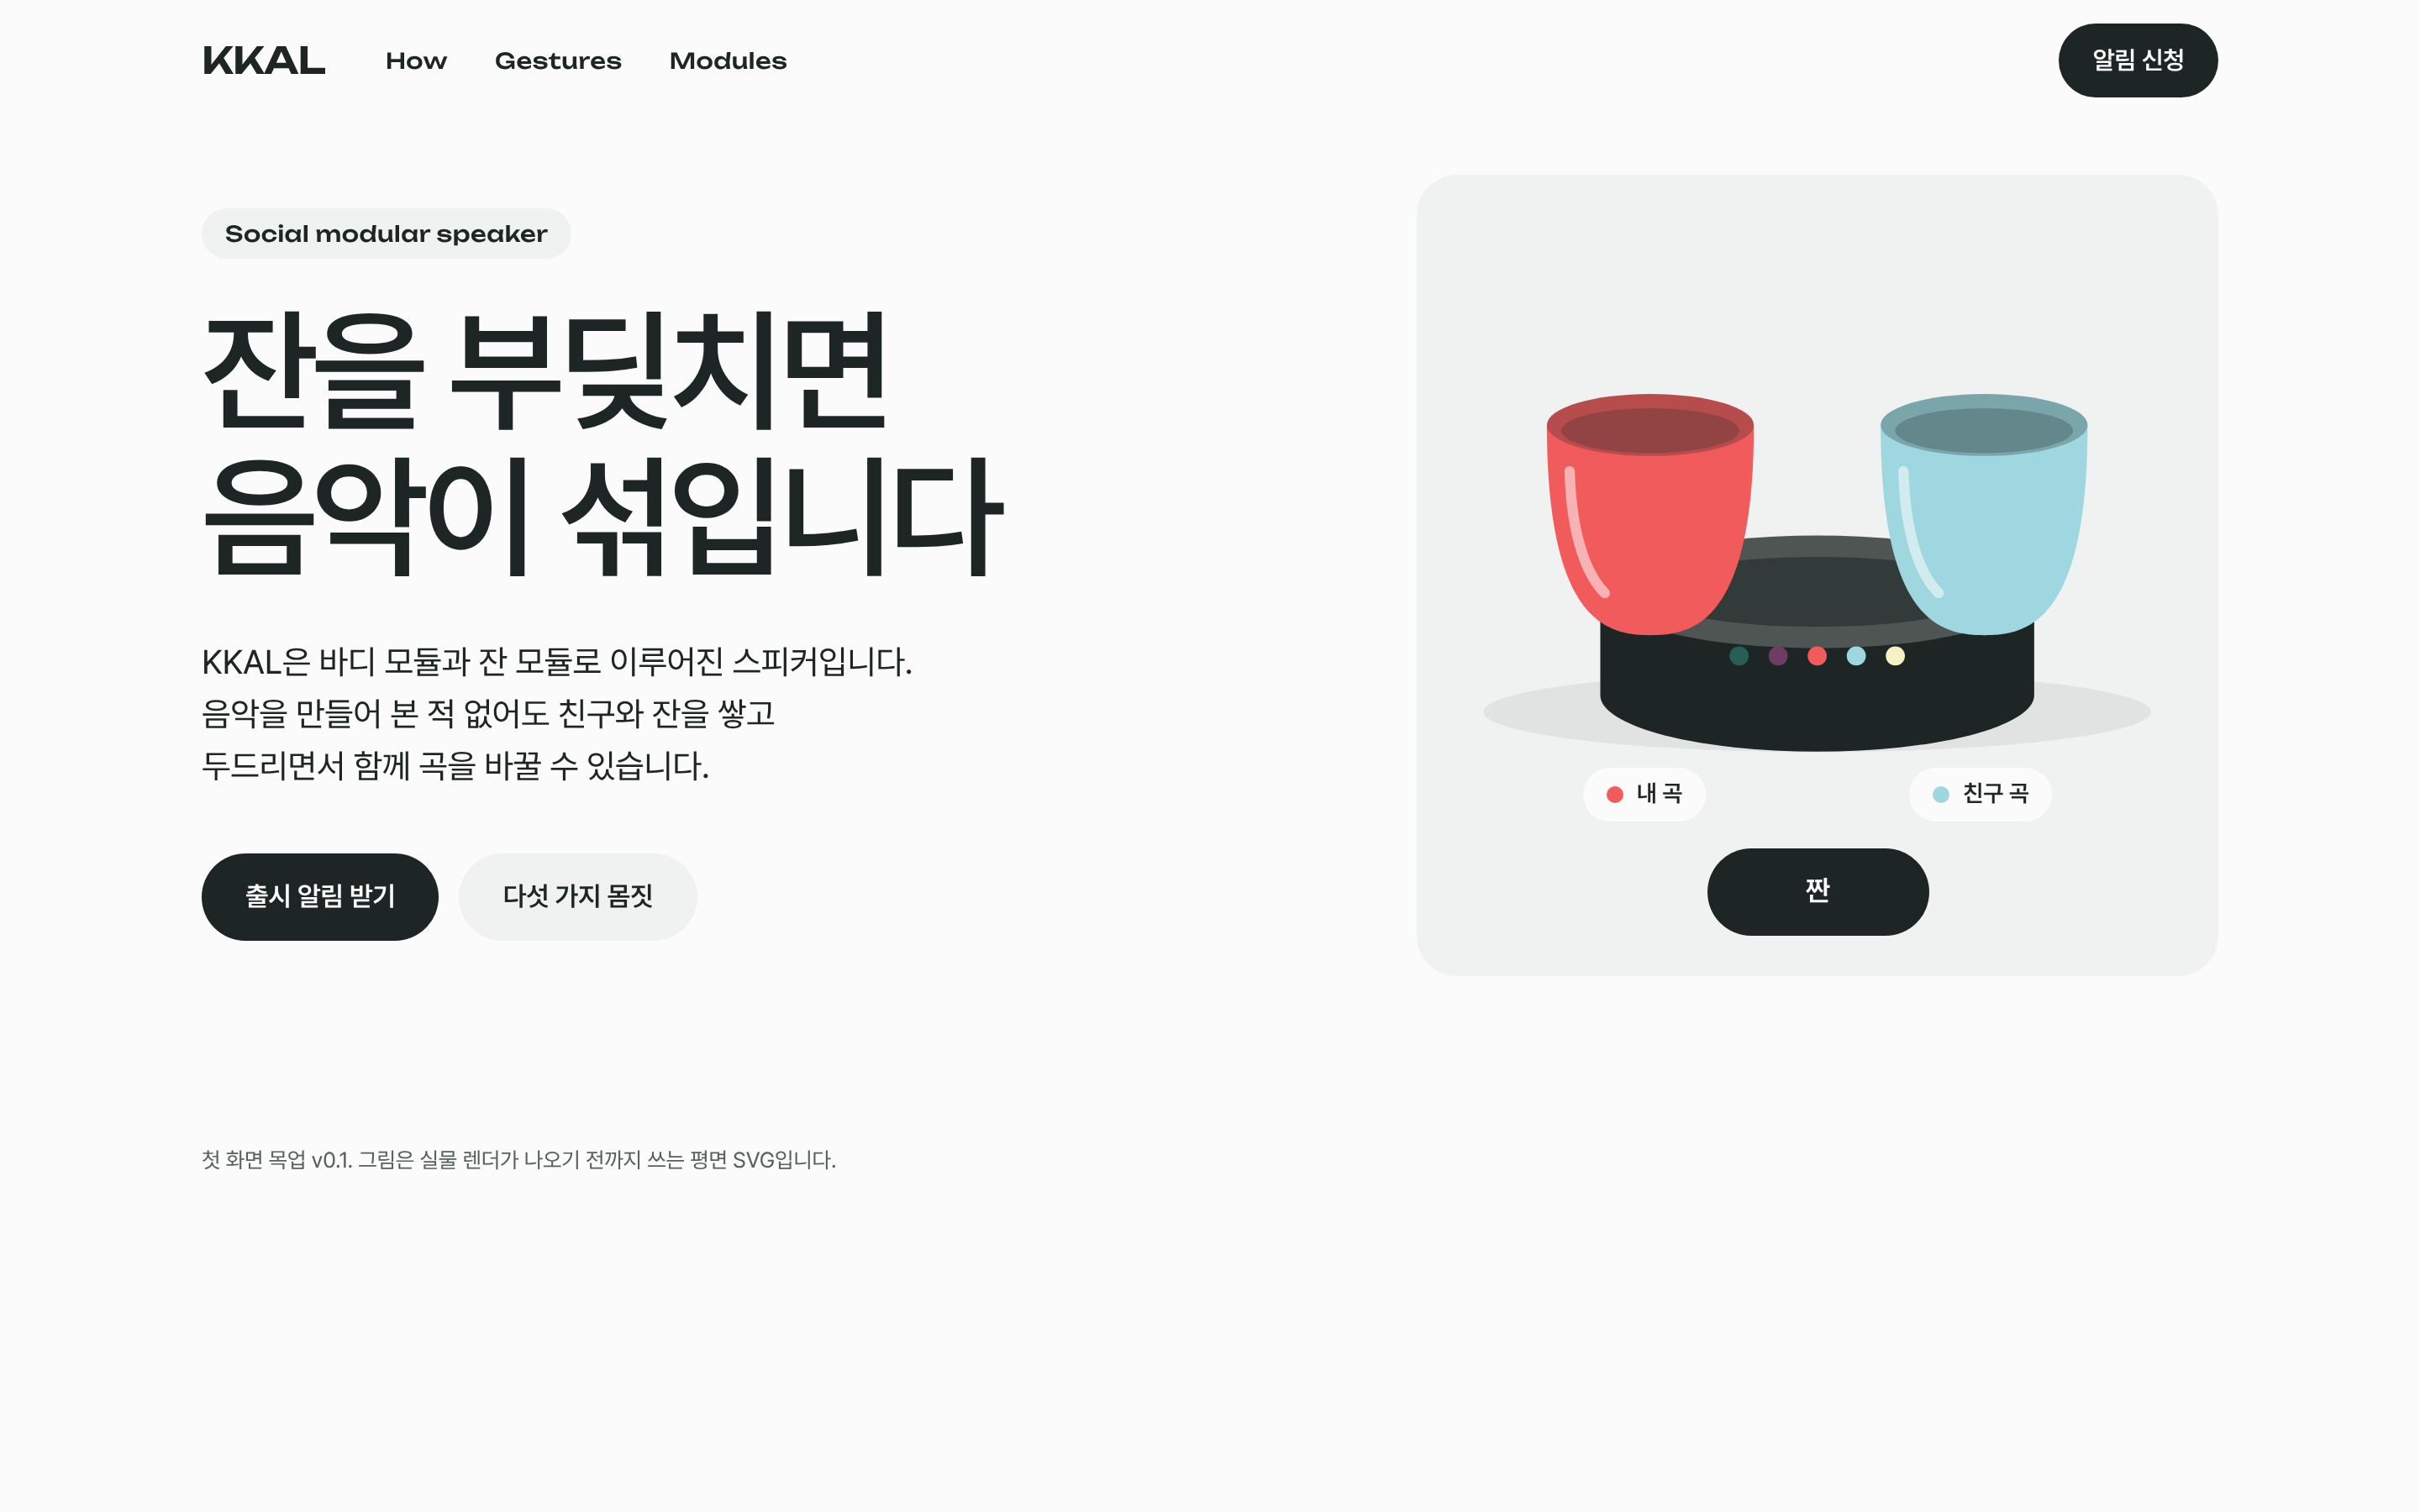 KKAL
How
Gestures
Modules
알림 신청
Social modular speaker
잔을 부딪치면
음악이 섞입니다
KKAL은 바디 모듈과 잔 모듈로 이루어진 스피커입니다.
음악을 만들어 본 적 없어도 친구와 잔을 쌓고
두드리면서 함께 곡을 바꿀 수 있습니다.
출시 알림 받기
다섯 가지 몸짓
내 곡
친구 곡
짠
첫 화면 목업 v0.1. 그림은 실물 렌더가 나오기 전까지 쓰는 평면 SVG입니다.